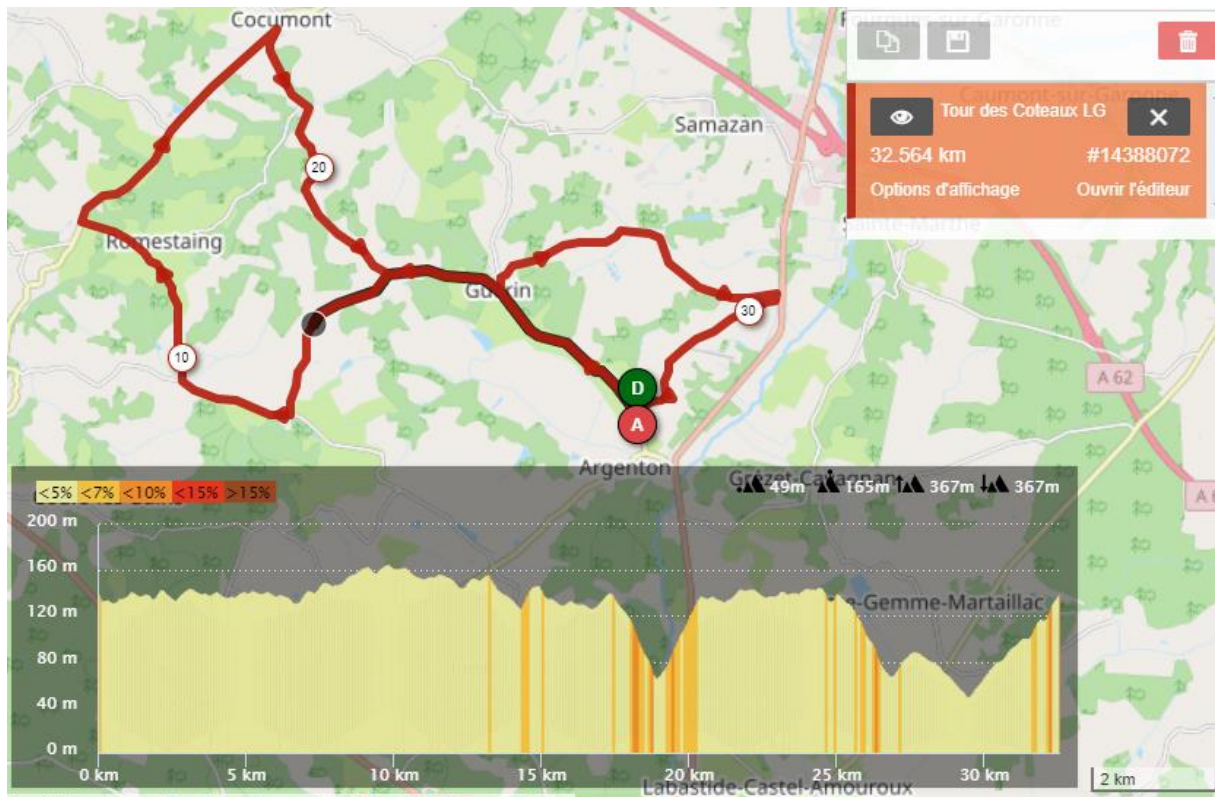 Cocumont
Samazan
Tour des Coteaux LG
32.564 km #14388072
Options d'affichage Ouvrir l'éditeur
Fourques-sur-Garonne
Caumont-sur-Garonne
Sainte-Marthe
20
Romestaing
Guérin
30
10
D
A 62
A
Argenton
Grézet-Cavagnan
<5% <7% <10% <15% >15%
49m 165m 367m 367m
200 m
160 m
120 m
-Gemme-Martaillac
80 m
40 m
0 m
0 km 5 km 10 km 15 km 20 km 25 km 30 km
2 km
Labastide-Castel-Amouroux